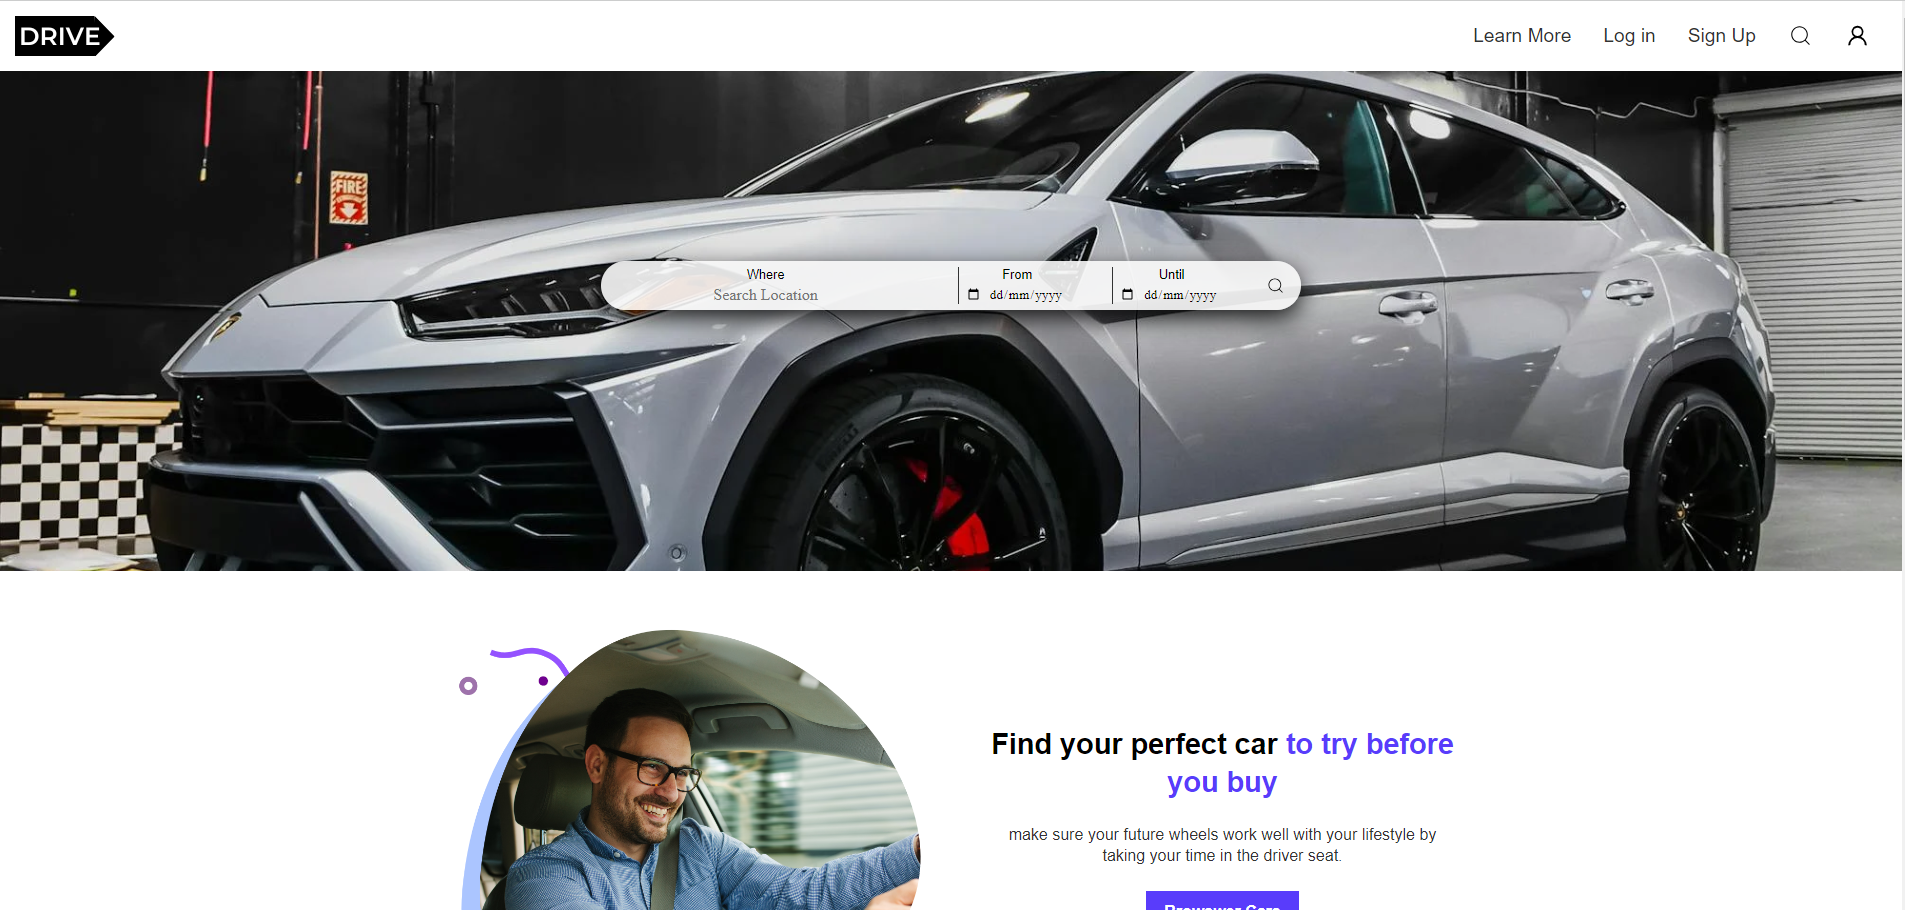 DRIVE
Learn More Log in Sign Up
FIRE
Where From Until
Search Location dd/mm/yyyy dd/mm/yyyy
Find your perfect car to try before
you buy
make sure your future wheels work well with your lifestyle by
taking your time in the driver seat.